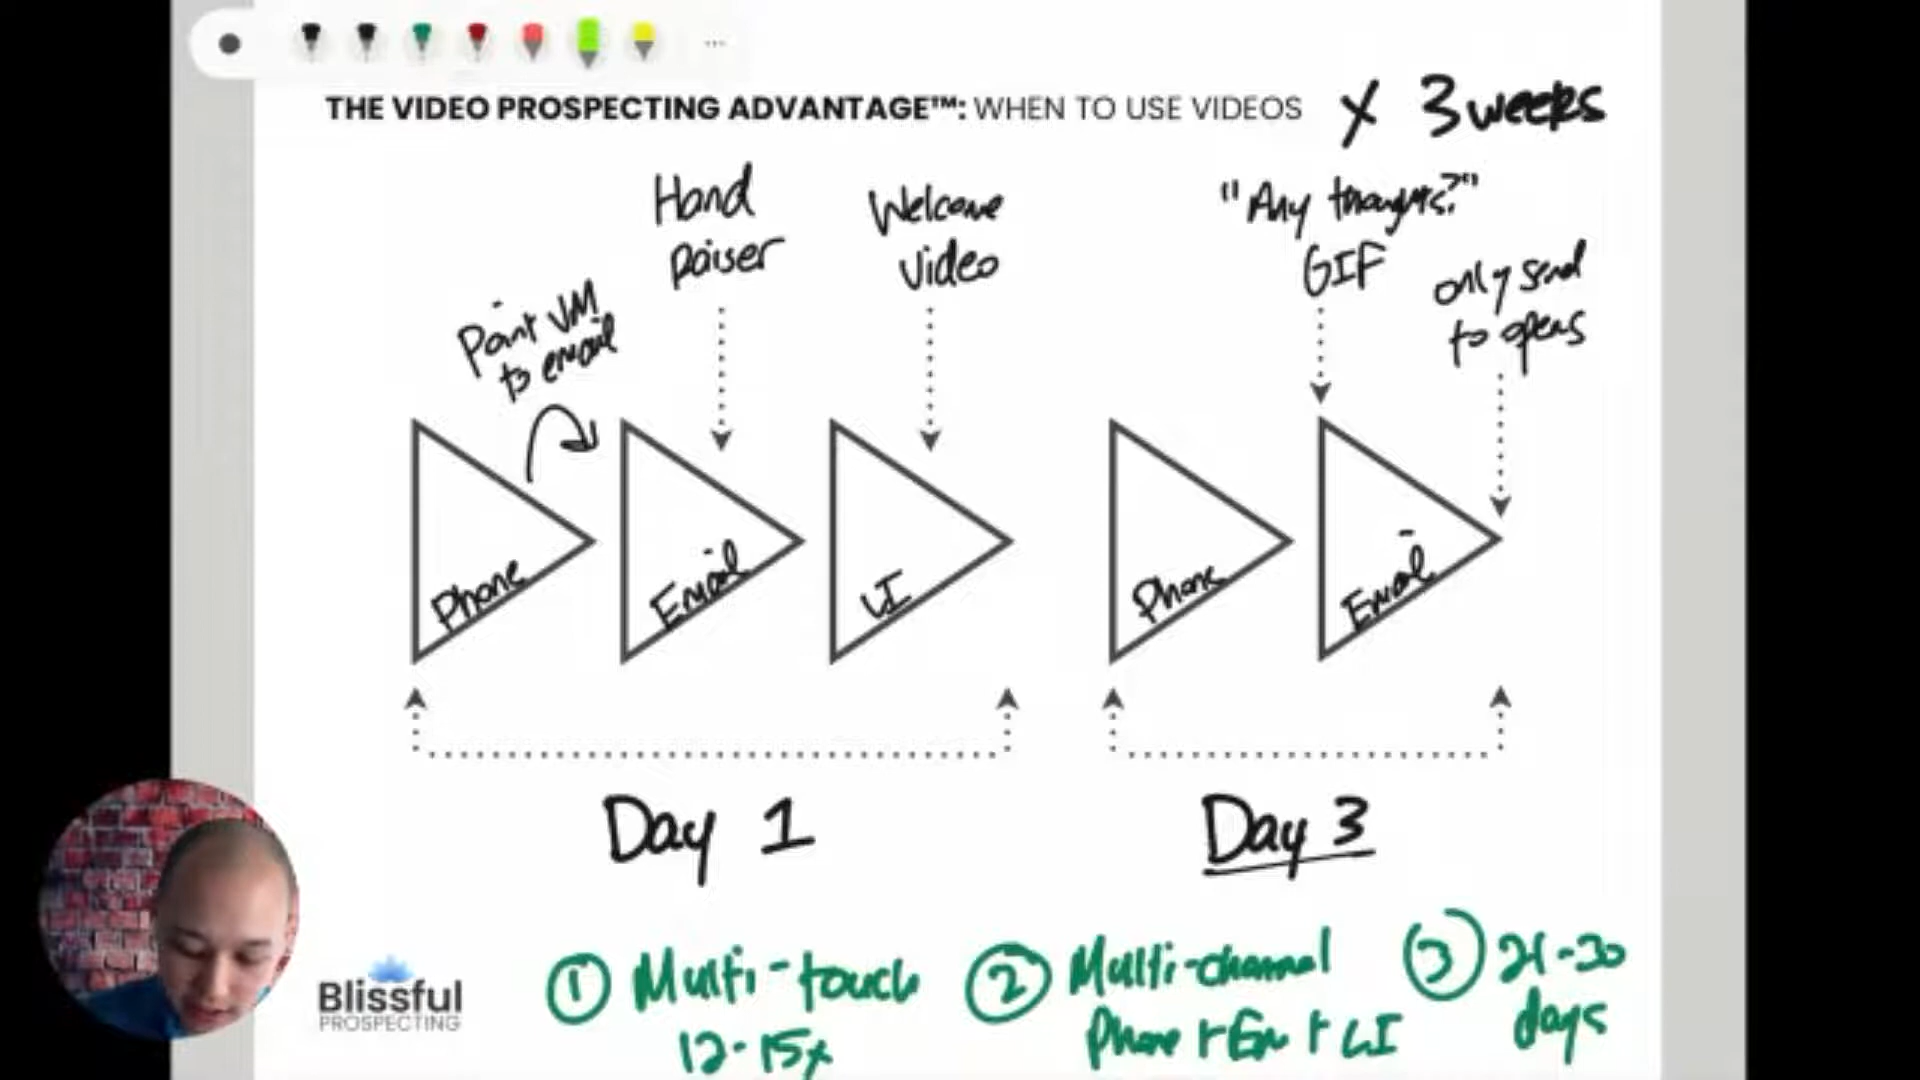 THE VIDEO PROSPECTING ADVANTAGE™: WHEN TO USE VIDEOS X 3 weeks
Hand
Raiser
Welcome
Video
"Any thoughts?"
GIF
only send
to opens
Point VM
to email
Phone
Email
LI
Phone
Email
Day 1
Day 3
① Multi-touch
12-15x
② Multi-channel
Phone + Em + LI
③ 21-30
days
Blissful
PROSPECTING